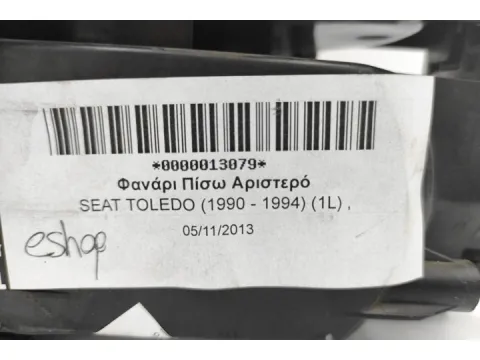 *0000013079*
Φανάρι Πίσω Αριστερό
SEAT TOLEDO (1990 - 1994) (1L) ,
05/11/2013
eshop